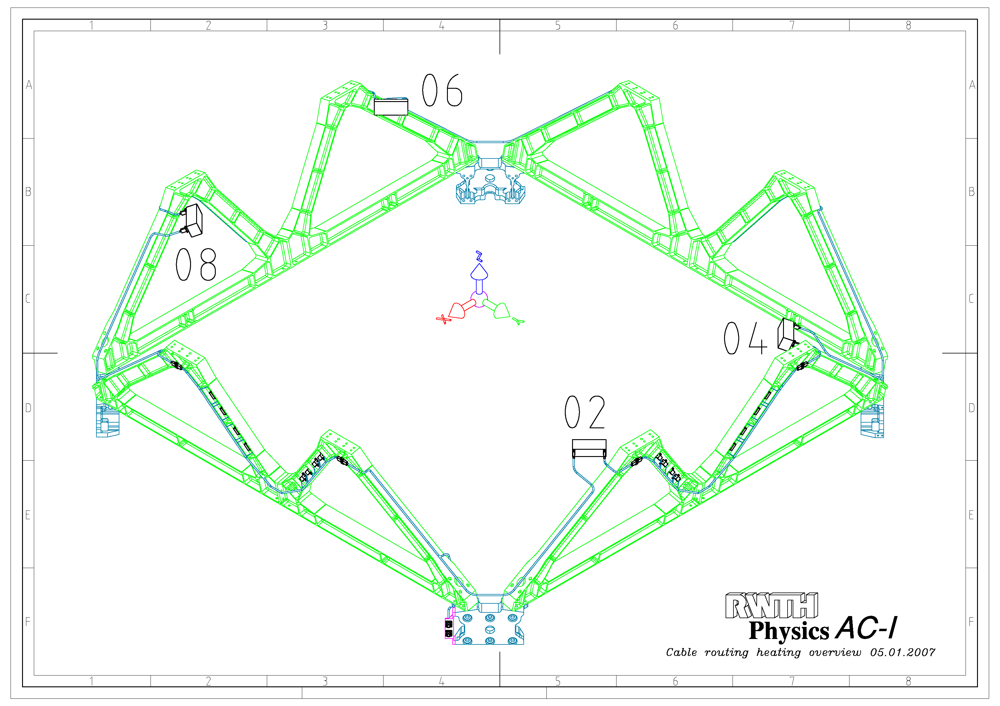 1 2 3 4 5 6 7 8
A A
06
B B
08
Z
C C
X Y
04
D D
02
E E
RWTH
F F
Physics AC-I
Cable routing heating overview 05.01.2007
1 2 3 4 5 6 7 8